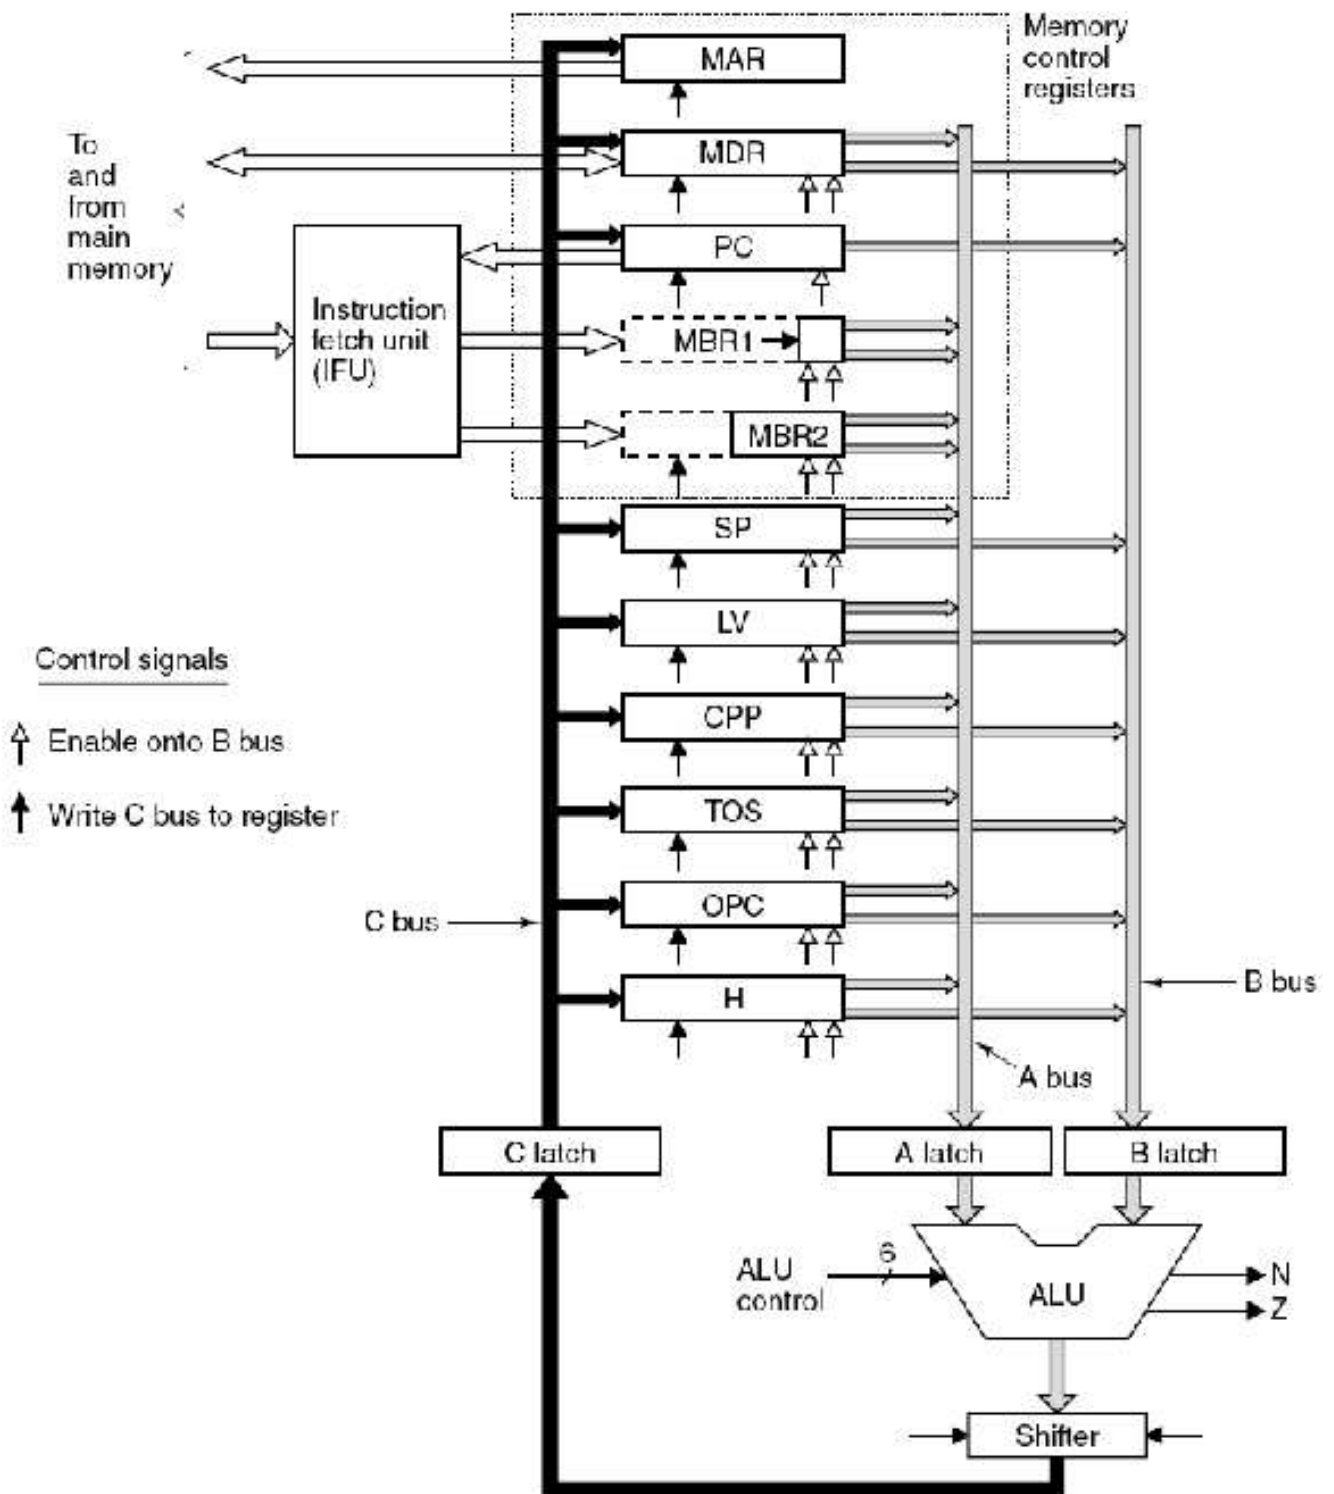 Memory
control
registers
MAR
To
and
from
main
memory
MDR
PC
Instruction
fetch unit
(IFU)
MBR1
MBR2
SP
LV
Control signals
CPP
Enable onto B bus
TOS
Write C bus to register
OPC
C bus
H
B bus
A bus
C latch
A latch
B latch
6
ALU
control
ALU
N
Z
Shifter